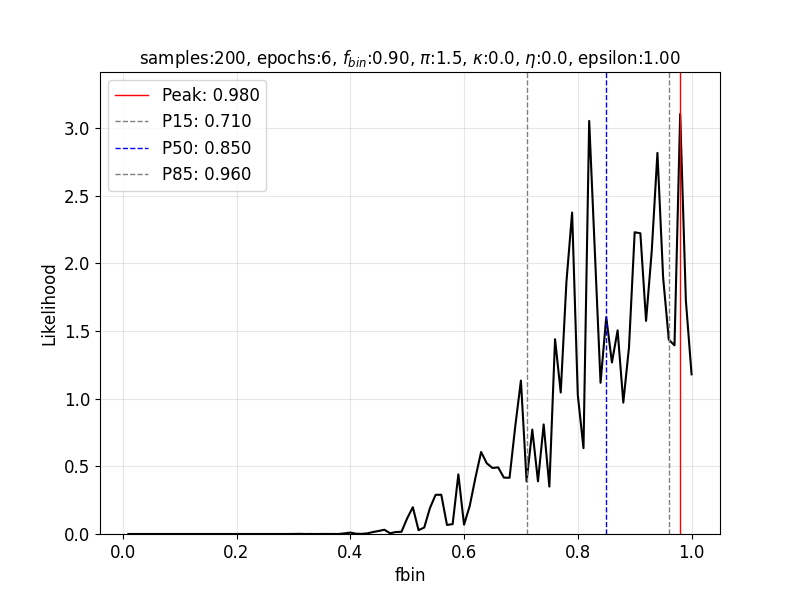 samples:200, epochs:6, f_bin:0.90, π:1.5, κ:0.0, η:0.0, epsilon:1.00
Peak: 0.980
P15: 0.710
P50: 0.850
P85: 0.960
Likelihood
3.0
2.5
2.0
1.5
1.0
0.5
0.0
0.0 0.2 0.4 0.6 0.8 1.0
fbin